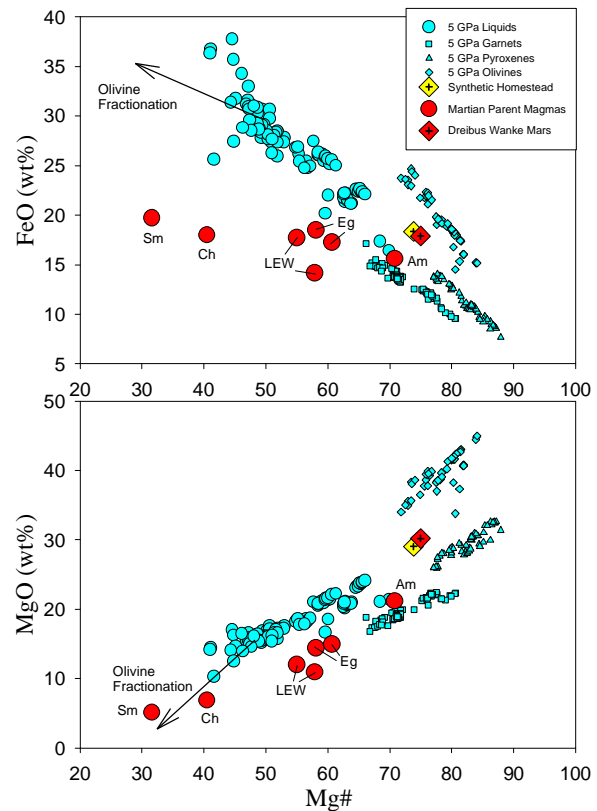 40
35
30
25
20
15
10
5
FeO (wt%)
Olivine
Fractionation
5 GPa Liquids
5 GPa Garnets
5 GPa Pyroxenes
5 GPa Olivines
Synthetic Homestead
Martian Parent Magmas
Dreibus Wanke Mars
Sm
Ch
LEW
Eg
Am
20 30 40 50 60 70 80 90 100
50
40
30
20
10
0
MgO (wt%)
Olivine
Fractionation
Sm
Ch
LEW
Eg
Am
20 30 40 50 60 70 80 90 100
Mg#